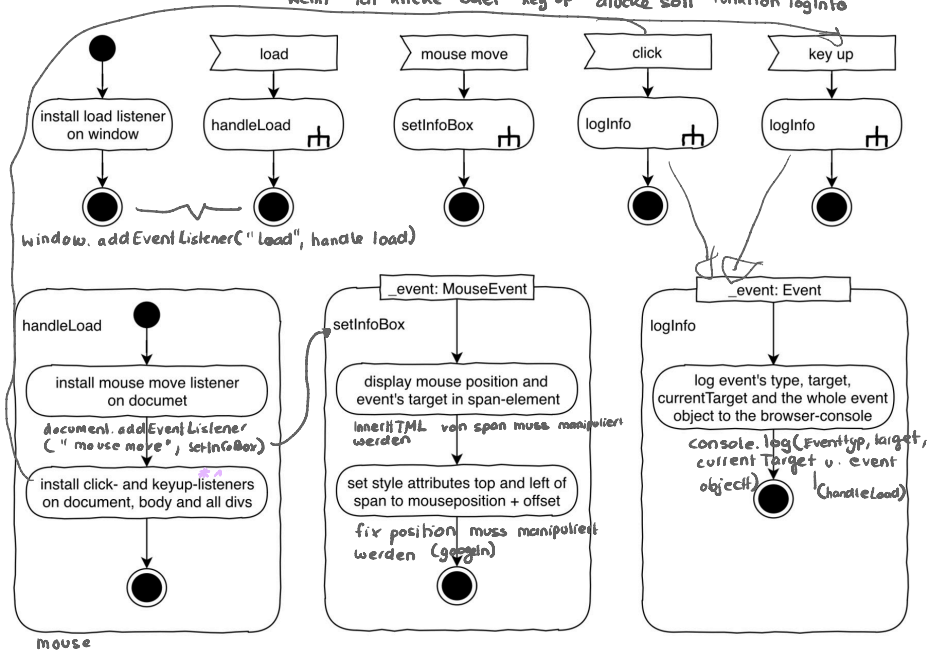 wenn ich klicke oder "key up" drücke soll funktion logInfo
load
mouse move
click
key up
install load listener
on window
handleLoad
setInfoBox
logInfo
logInfo
window.addEventListener("load", handle load)
_event: MouseEvent
_event: Event
handleLoad
setInfoBox
logInfo
install mouse move listener
on documet
display mouse position and
event's target in span-element
log event's type, target,
currentTarget and the whole event
object to the browser-console
document.addEventListener
("mouse move", setInfoBox)
InnerHTML von span muss manipuliert
werden
console.log(Eventtyp, target,
current Target u. event
object)
(handleLoad)
install click- and keyup-listeners
on document, body and all divs
set style attributes top and left of
span to mouseposition + offset
fix position muss manipuliert
werden (googeln)
mouse